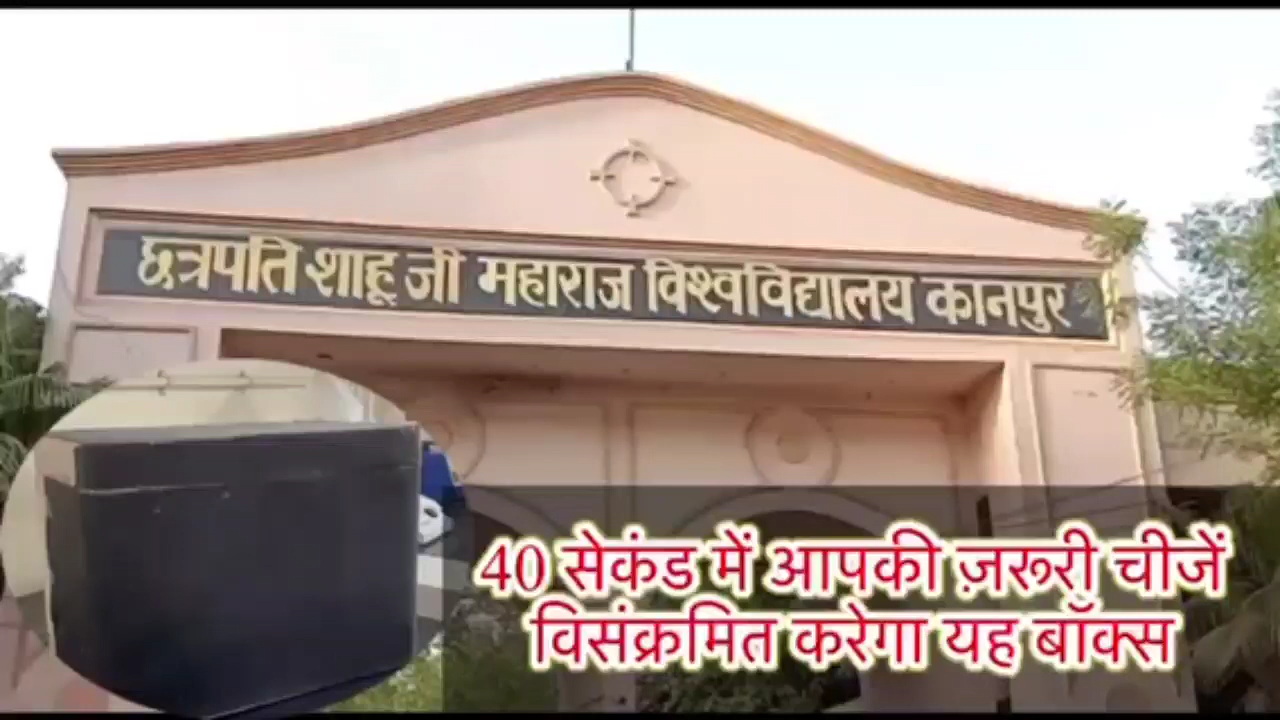 छत्रपति शाहू जी महाराज विश्वविद्यालय कानपुर
40 सेकंड में आपकी ज़रूरी चीजें
विसंक्रमित करेगा यह बॉक्स